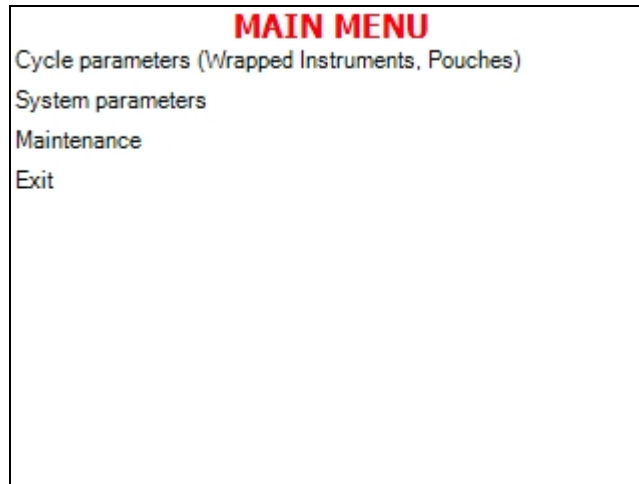 MAIN MENU
Cycle parameters (Wrapped Instruments, Pouches)
System parameters
Maintenance
Exit